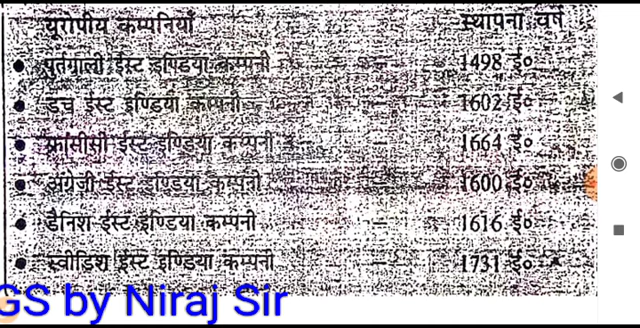 यूरोपीय कम्पनियाँ स्थापना वर्ष
पुर्तगाली ईस्ट इण्डिया कम्पनी – 1498 ई०
डच ईस्ट इण्डिया कम्पनी – 1602 ई०
फ्रांसीसी ईस्ट इण्डिया कम्पनी – 1664 ई०
अंग्रेजी ईस्ट इण्डिया कम्पनी – 1600 ई०
डैनिश ईस्ट इण्डिया कम्पनी – 1616 ई०
स्वीडिश ईस्ट इण्डिया कम्पनी – 1731 ई०
GS by Niraj Sir